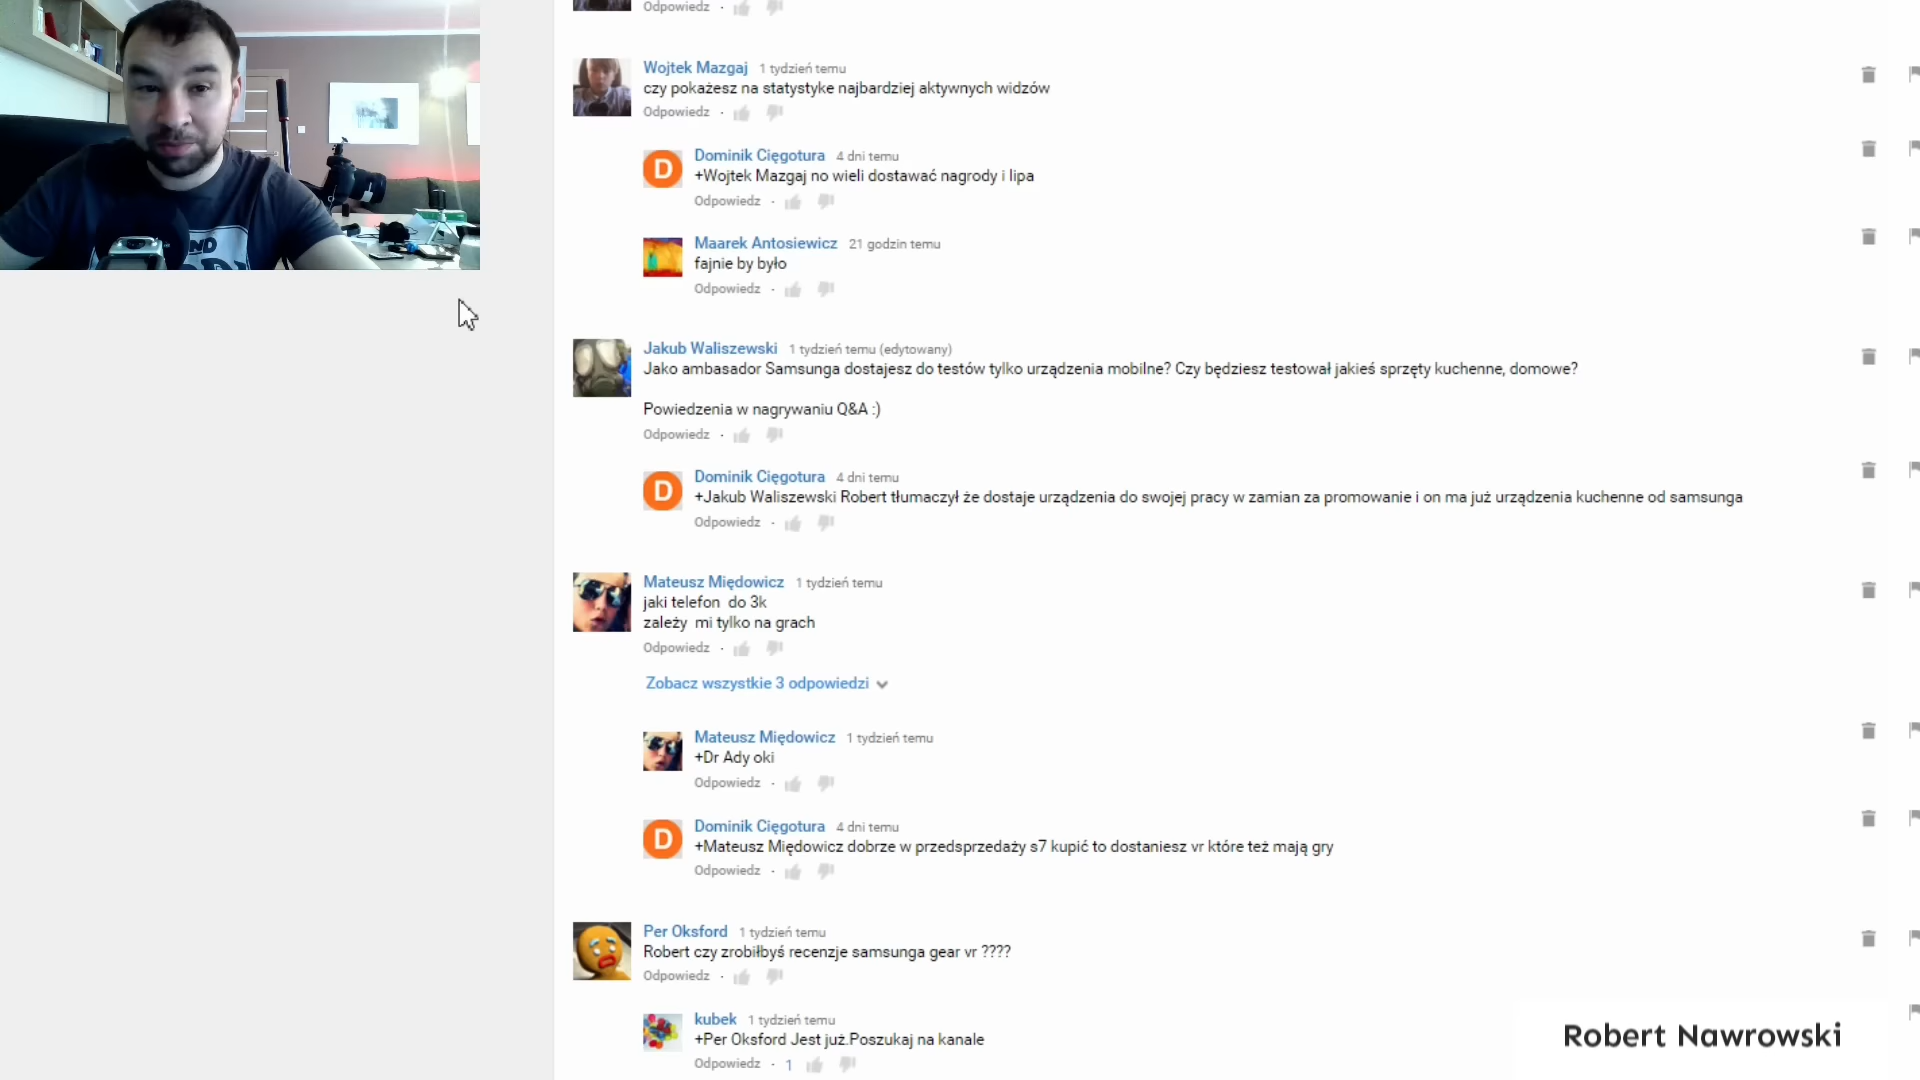 Odpowiedz ·
Wojtek Mazgaj 1 tydzień temu
czy pokażesz na statystyke najbardziej aktywnych widzów
Odpowiedz ·
D
Dominik Cięgotura 4 dni temu
+Wojtek Mazgaj no wieli dostawać nagrody i lipa
Odpowiedz ·
Maarek Antosiewicz 21 godzin temu
fajnie by było
Odpowiedz ·
Jakub Waliszewski 1 tydzień temu (edytowany)
Jako ambasador Samsunga dostajesz do testów tylko urządzenia mobilne? Czy będziesz testował jakieś sprzęty kuchenne, domowe?
Powiedzenia w nagrywaniu Q&A :)
Odpowiedz ·
D
Dominik Cięgotura 4 dni temu
+Jakub Waliszewski Robert tłumaczył że dostaje urządzenia do swojej pracy w zamian za promowanie i on ma już urządzenia kuchenne od samsunga
Odpowiedz ·
Mateusz Międowicz 1 tydzień temu
jaki telefon do 3k
zależy mi tylko na grach
Odpowiedz ·
Zobacz wszystkie 3 odpowiedzi
Mateusz Międowicz 1 tydzień temu
+Dr Ady oki
Odpowiedz ·
D
Dominik Cięgotura 4 dni temu
+Mateusz Międowicz dobrze w przedsprzedaży s7 kupić to dostaniesz vr które też mają gry
Odpowiedz ·
Per Oksford 1 tydzień temu
Robert czy zrobiłbyś recenzje samsunga gear vr ????
Odpowiedz ·
kubek 1 tydzień temu
+Per Oksford Jest już.Poszukaj na kanale
Odpowiedz · 1
Robert Nawrowski